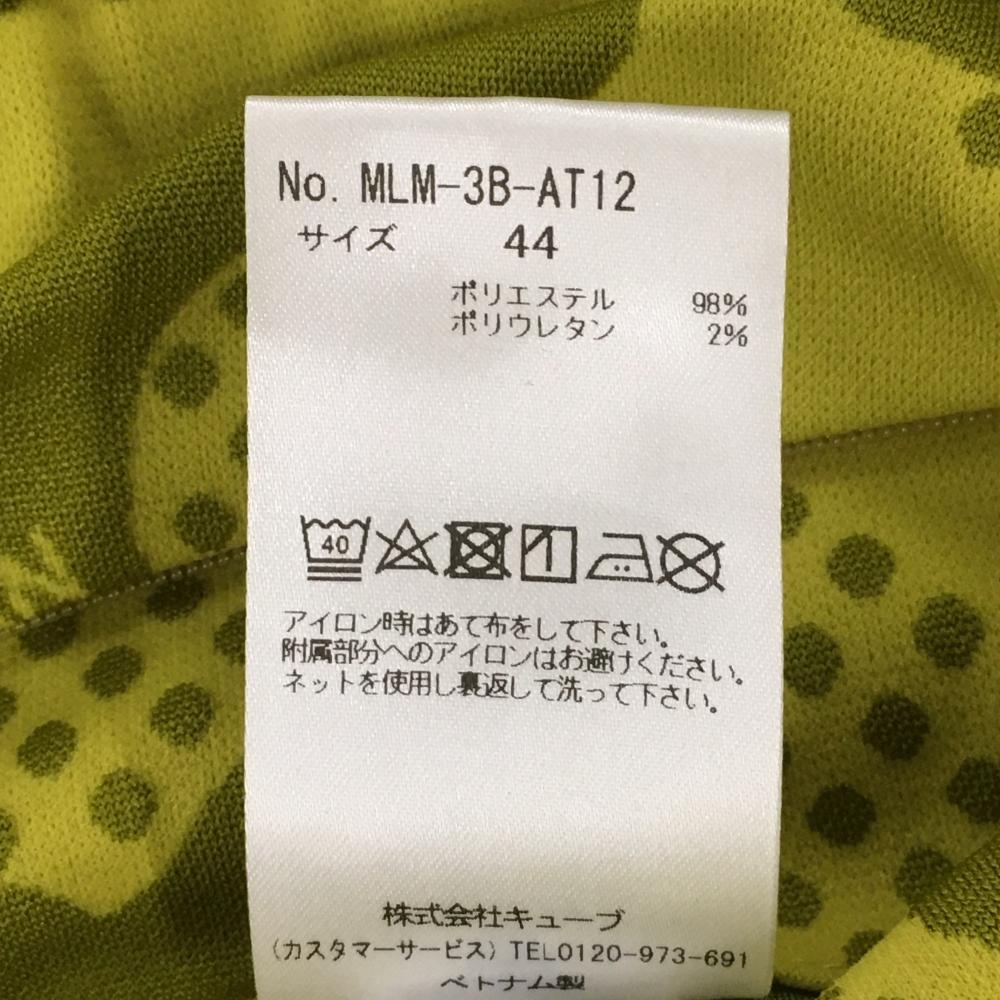 No. MLM-3B-AT12
サイズ 44
ポリエステル 98%
ポリウレタン 2%
40
アイロン時はあて布をして下さい。
附属部分へのアイロンはお避けください。
ネットを使用し裏返して洗って下さい。
株式会社キューブ
(カスタマーサービス) TEL0120-973-691
ベトナム製